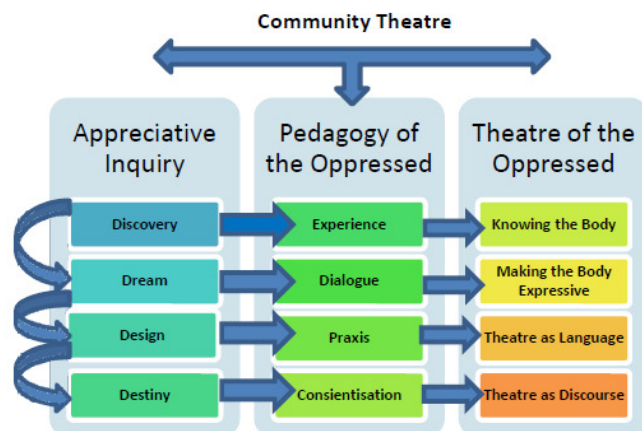 Community Theatre
Appreciative
Inquiry
Pedagogy of
the Oppressed
Theatre of the
Oppressed
Discovery
Experience
Knowing the Body
Dream
Dialogue
Making the Body
Expressive
Design
Praxis
Theatre as Language
Destiny
Consientisation
Theatre as Discourse